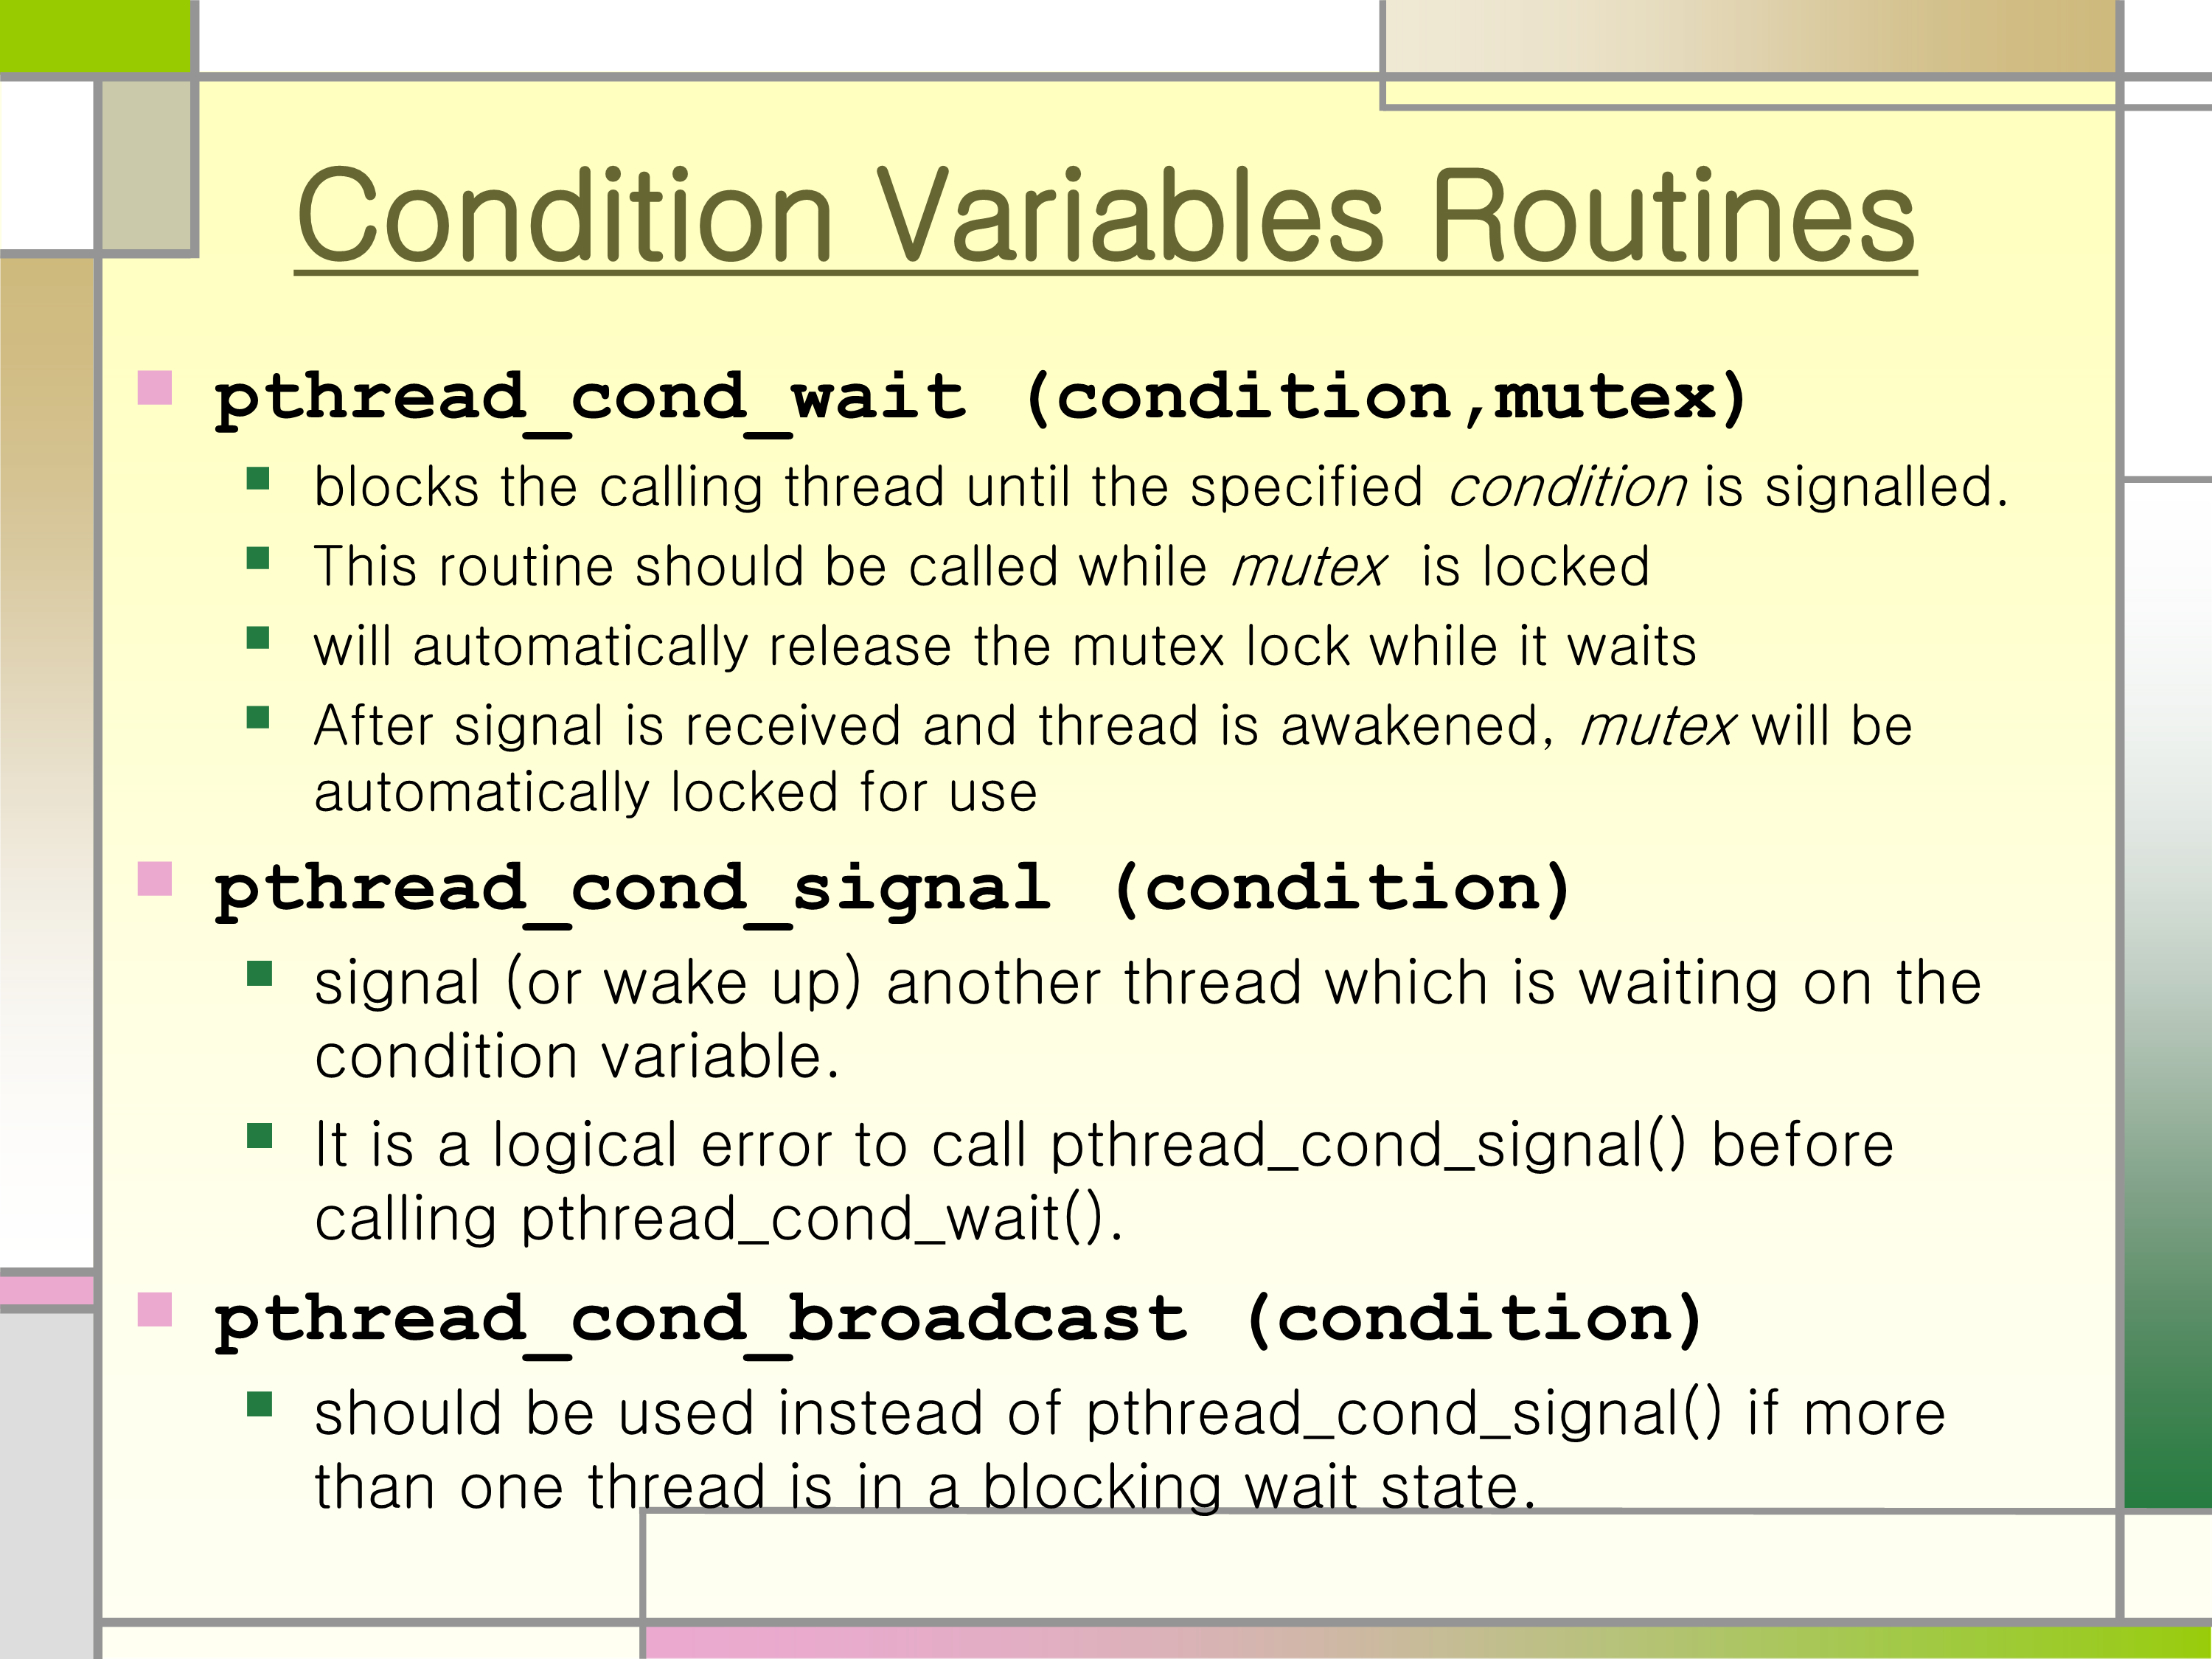 Condition Variables Routines
pthread_cond_wait (condition,mutex)
blocks the calling thread until the specified condition is signalled.
This routine should be called while mutex is locked
will automatically release the mutex lock while it waits
After signal is received and thread is awakened, mutex will be
automatically locked for use
pthread_cond_signal (condition)
signal (or wake up) another thread which is waiting on the
condition variable.
It is a logical error to call pthread_cond_signal() before
calling pthread_cond_wait().
pthread_cond_broadcast (condition)
should be used instead of pthread_cond_signal() if more
than one thread is in a blocking wait state.